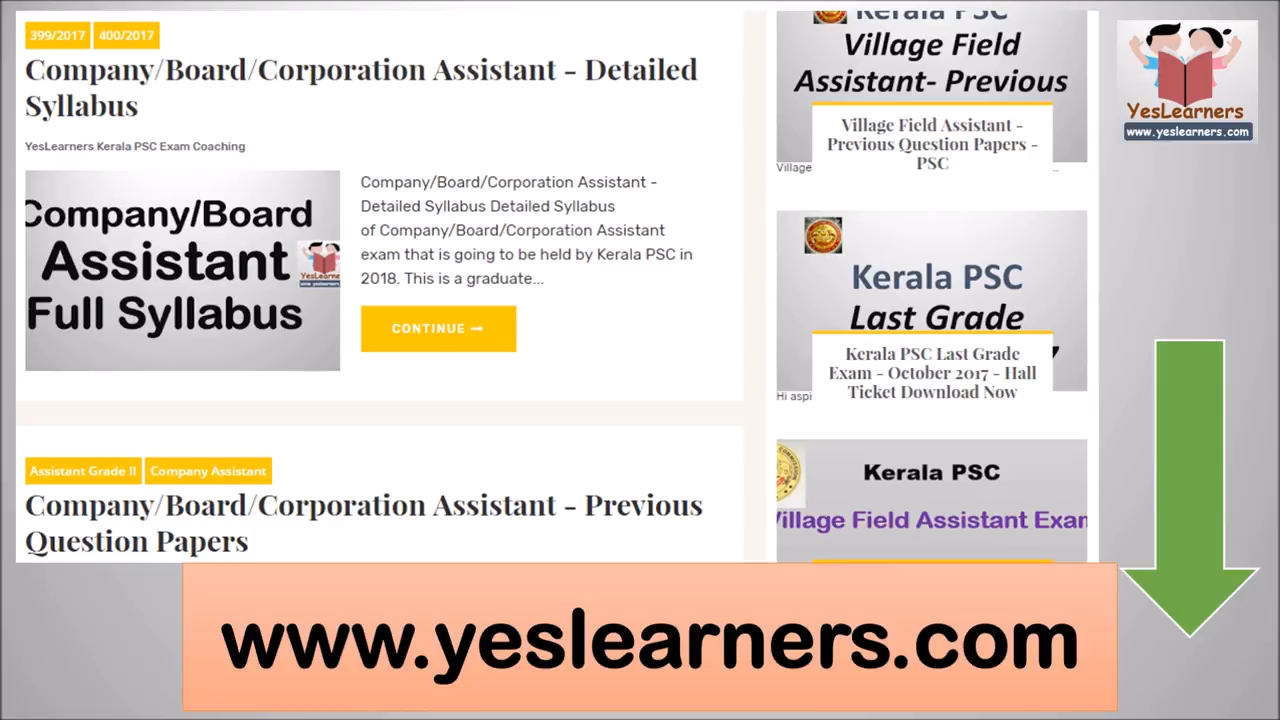 399/2017 400/2017
Company/Board/Corporation Assistant - Detailed
Syllabus
YesLearners Kerala PSC Exam Coaching
Company/Board
Assistant
Full Syllabus
YesLearners
www.yeslearners.com
Company/Board/Corporation Assistant -
Detailed Syllabus Detailed Syllabus
of Company/Board/Corporation Assistant
exam that is going to be held by Kerala PSC in
2018. This is a graduate...
CONTINUE
Assistant Grade II Company Assistant
Company/Board/Corporation Assistant - Previous
Question Papers
Kerala PSC
Village Field
Assistant- Previous
Village Field Assistant -
Previous Question Papers -
PSC
Village
..
Kerala PSC
Last Grade
Kerala PSC Last Grade
Exam - October 2017 - Hall
Ticket Download Now
Hi aspi
Kerala PSC
Village Field Assistant Exam
YesLearners
www.yeslearners.com
www.yeslearners.com